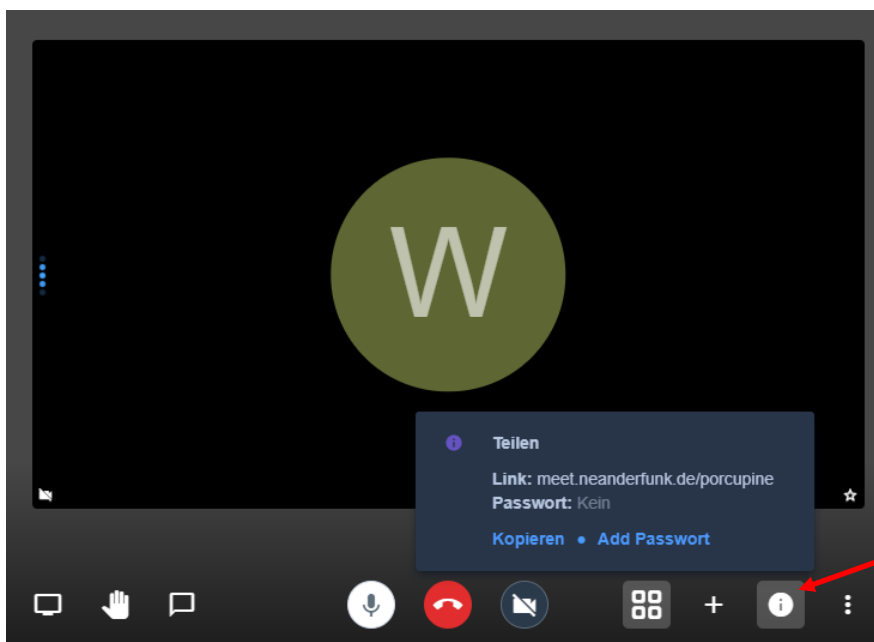 W
Teilen
Link: meet.neanderfunk.de/porcupine
Passwort: Kein
Kopieren • Add Passwort